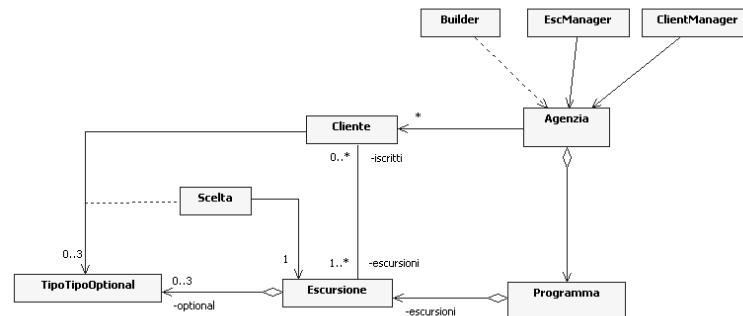 Builder
EscManager
ClientManager
Cliente
*
Agenzia
0..*
-iscritti
Scelta
0..3
1
1..*
-escursioni
TipoTipoOptional
0..3
-optional
Escursione
-escursioni
Programma